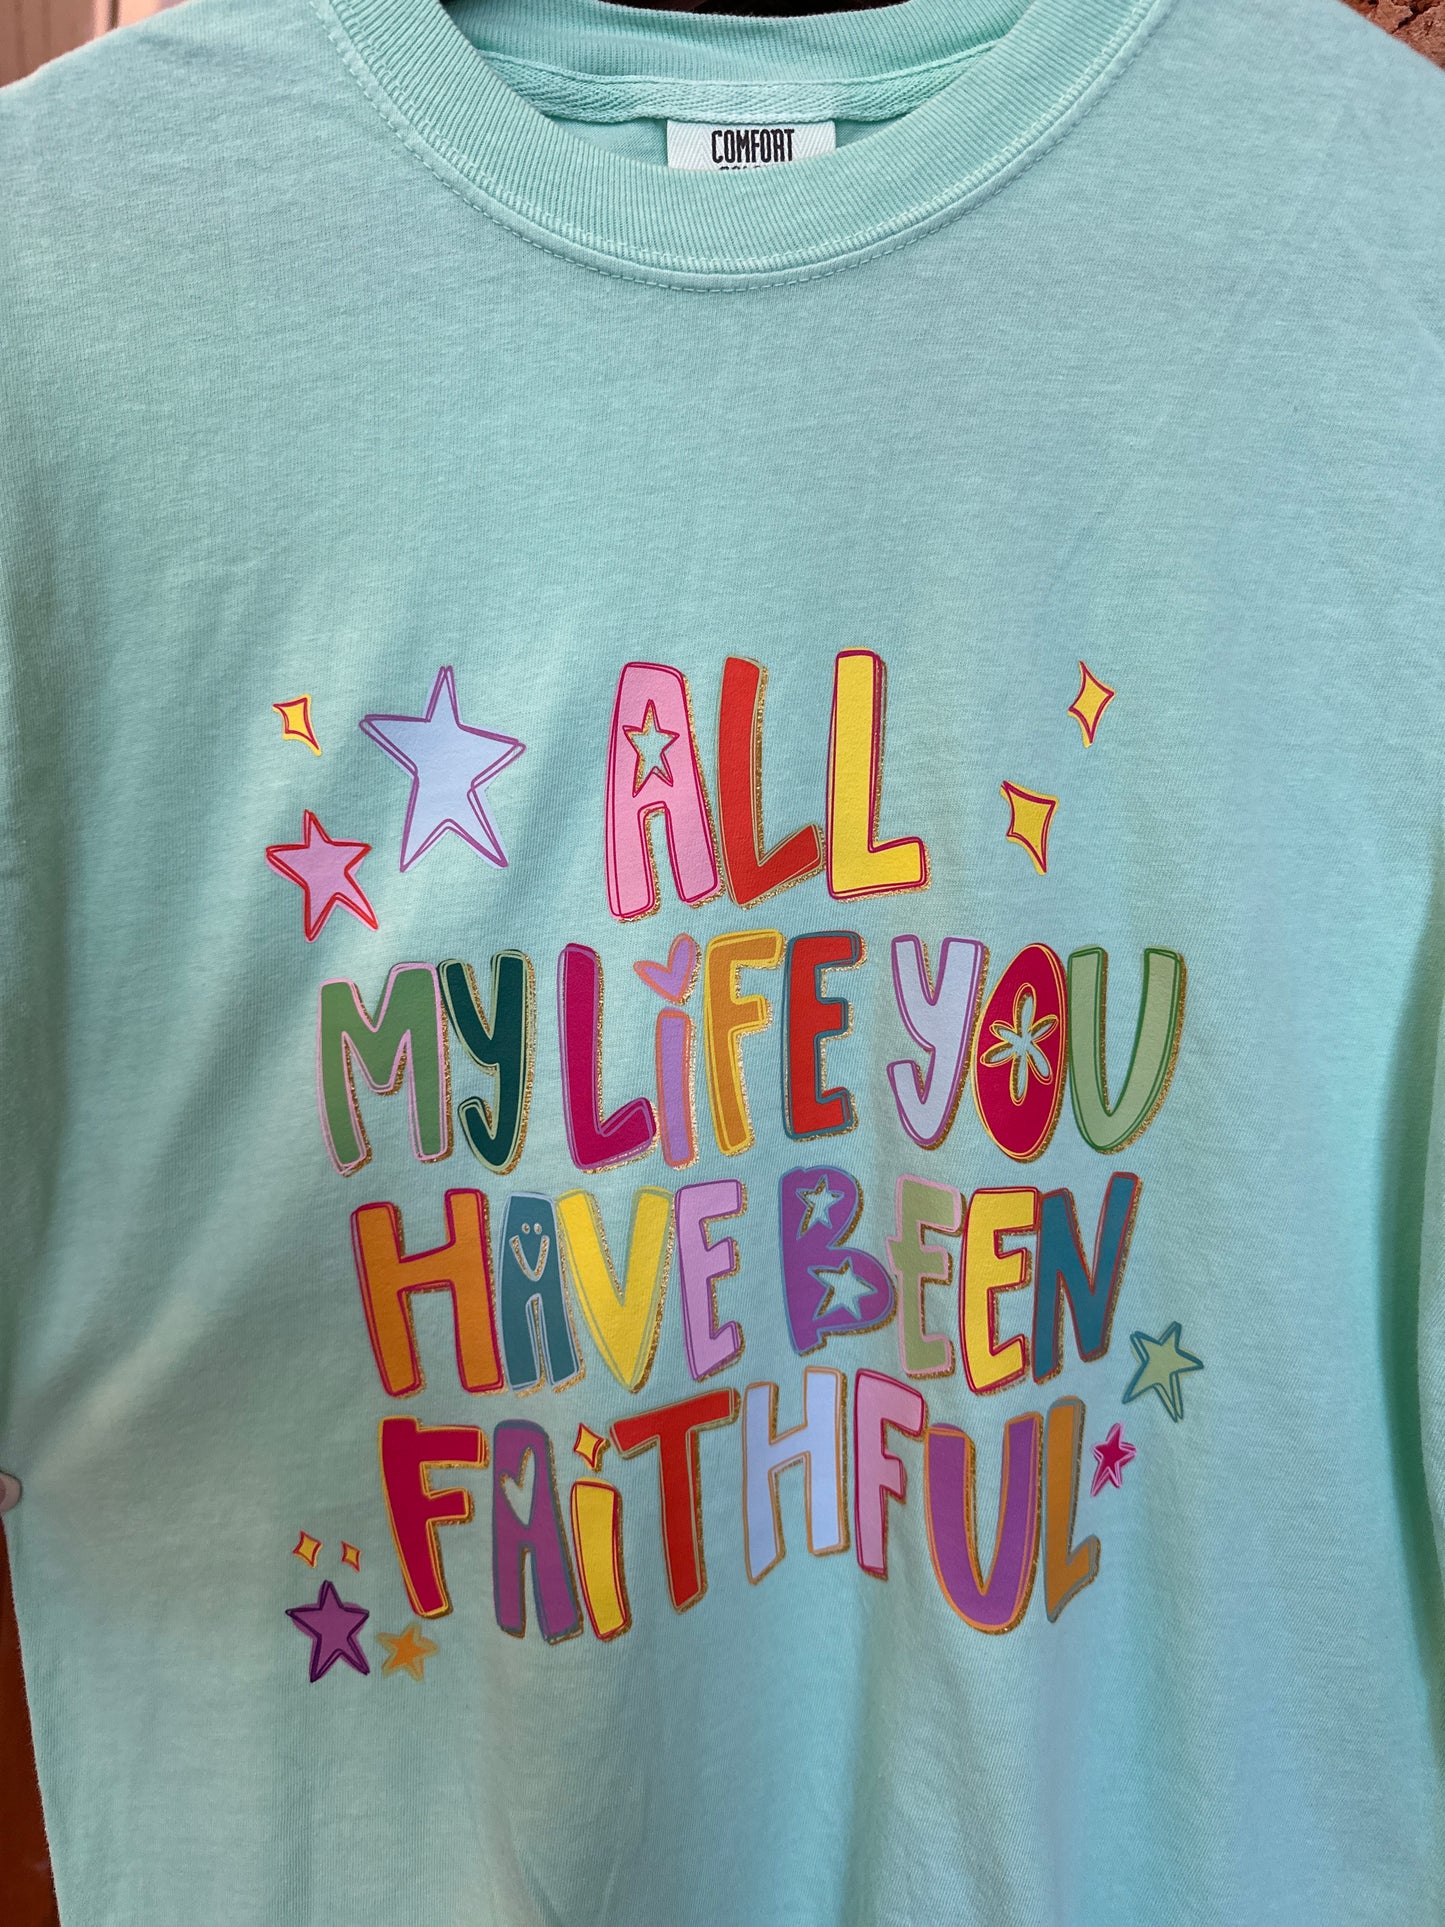 COMFORT
ALL
MY LiFE YOU
HAVE BEEN
FAiTHFUL